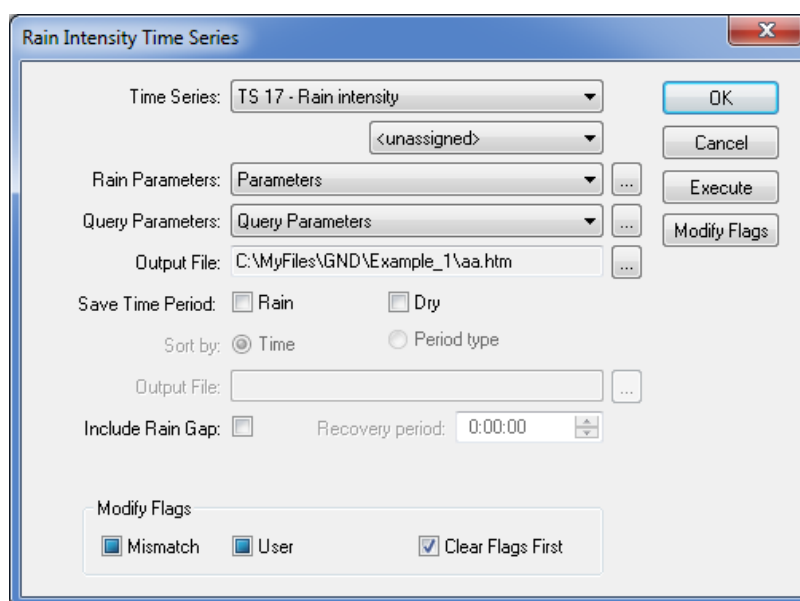 Rain Intensity Time Series
Time Series: TS 17 - Rain intensity OK
<unassigned> Cancel
Rain Parameters: Parameters ... Execute
Query Parameters: Query Parameters ... Modify Flags
Output File: C:\MyFiles\GND\Example_1\aa.htm ...
Save Time Period: Rain Dry
Sort by: Time Period type
Output File: ...
Include Rain Gap: Recovery period: 0:00:00
Modify Flags
Mismatch User Clear Flags First